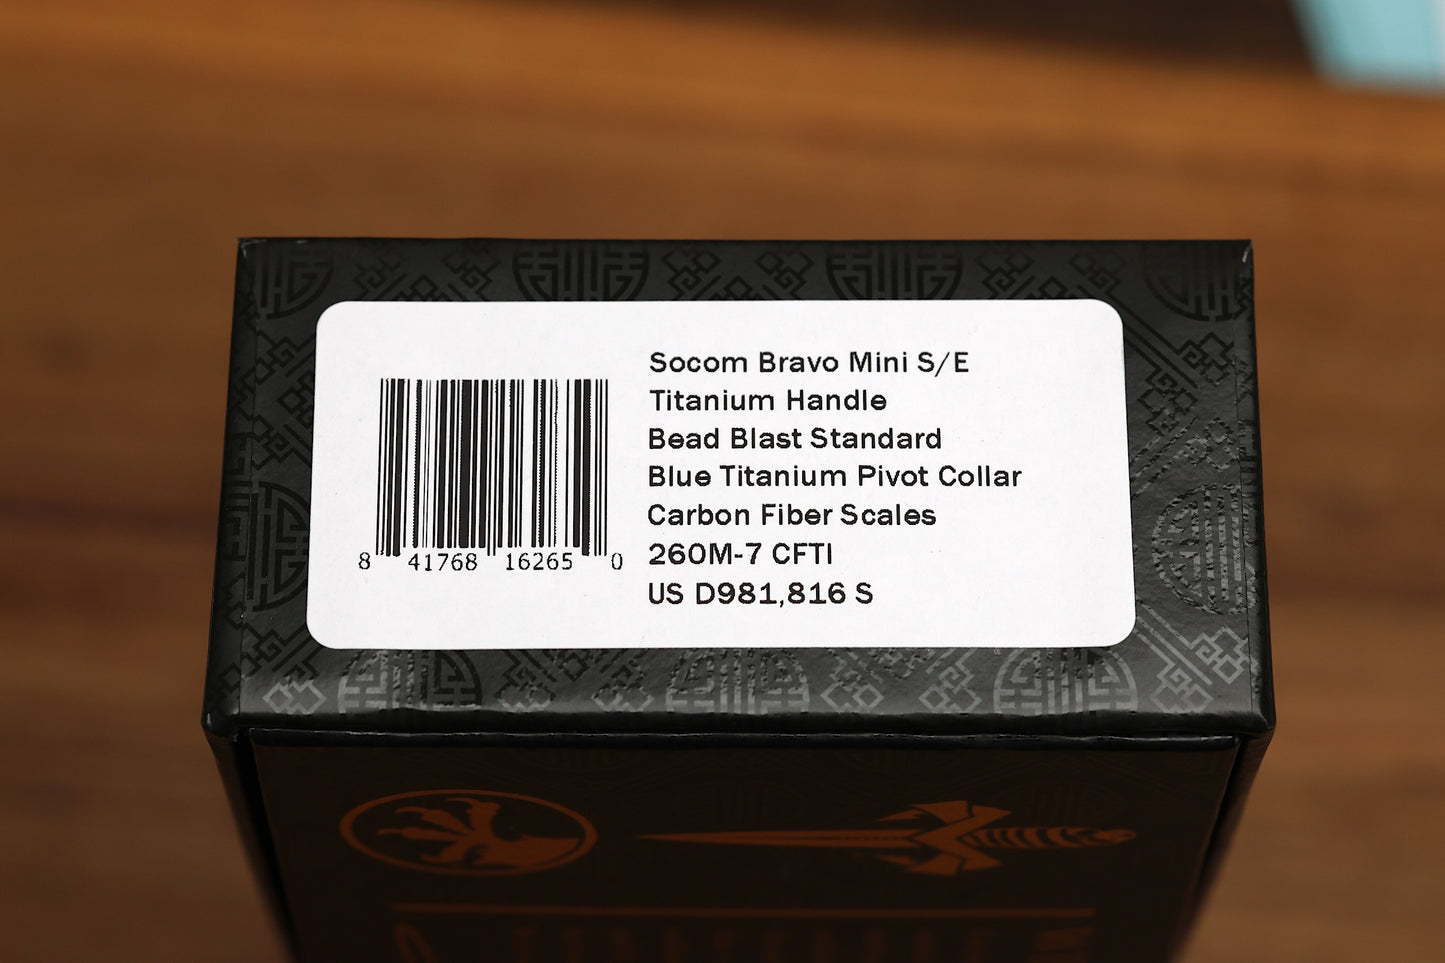 Socom Bravo Mini S/E
Titanium Handle
Bead Blast Standard
Blue Titanium Pivot Collar
Carbon Fiber Scales
260M-7 CFTI
US D981,816 S
8 41768 16265 0